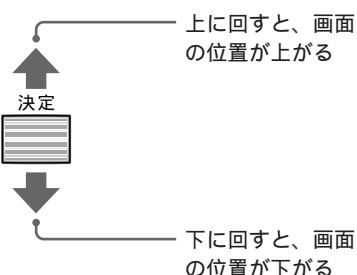 上に回すと、画面
の位置が上がる
決定
下に回すと、画面
の位置が下がる